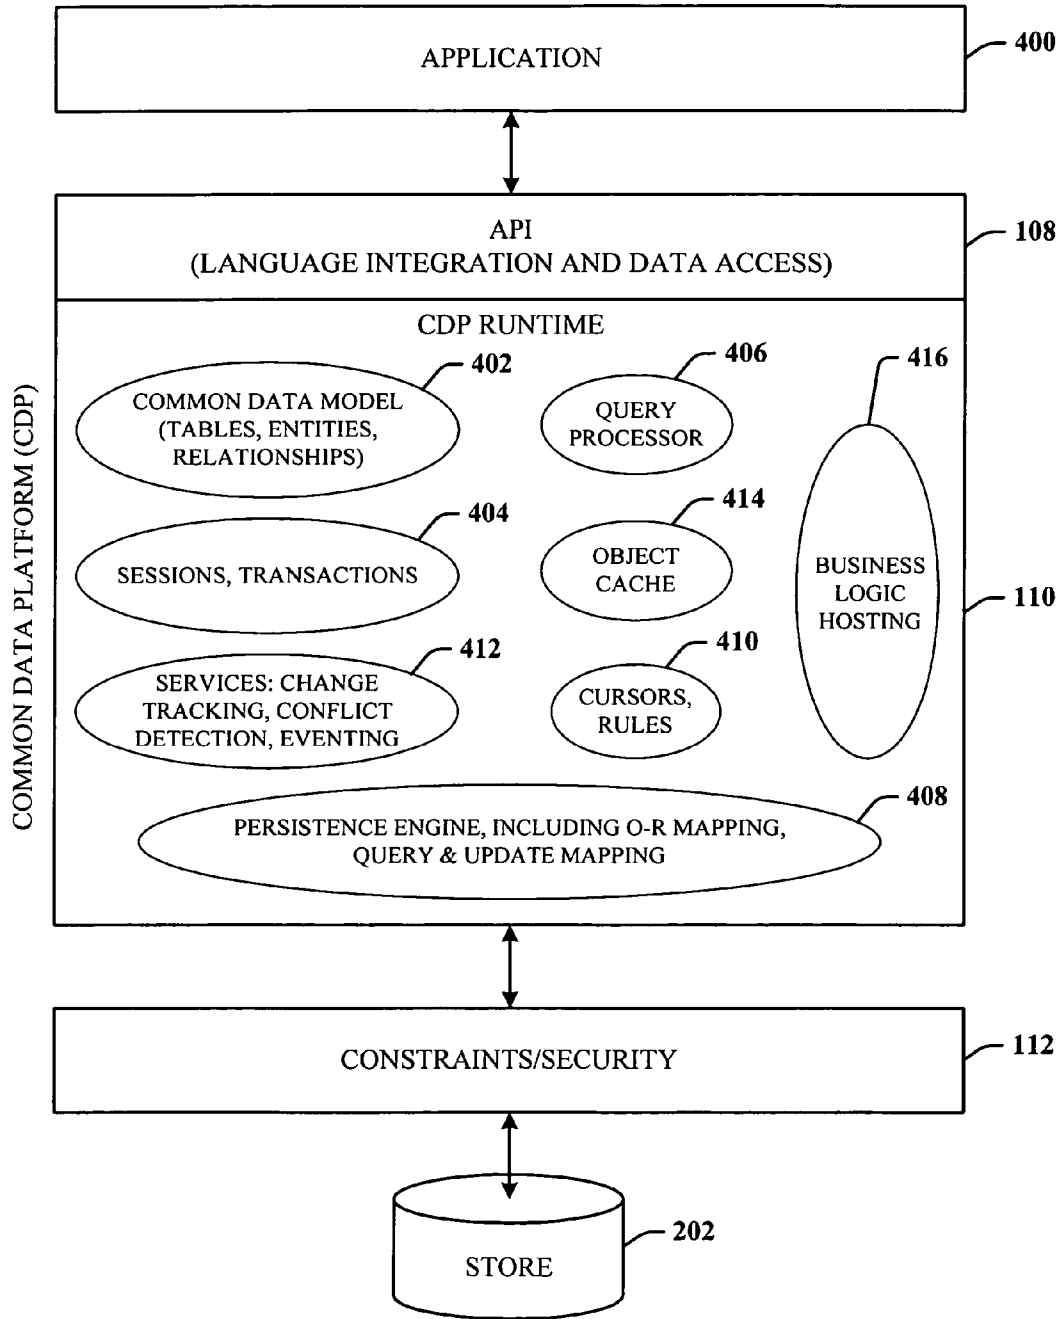 APPLICATION
400
API
(LANGUAGE INTEGRATION AND DATA ACCESS)
108
COMMON DATA PLATFORM (CDP)
CDP RUNTIME
402
COMMON DATA MODEL
(TABLES, ENTITIES,
RELATIONSHIPS)
406
QUERY
PROCESSOR
416
BUSINESS
LOGIC
HOSTING
404
SESSIONS, TRANSACTIONS
414
OBJECT
CACHE
110
412
SERVICES: CHANGE
TRACKING, CONFLICT
DETECTION, EVENTING
410
CURSORS,
RULES
408
PERSISTENCE ENGINE, INCLUDING O-R MAPPING,
QUERY & UPDATE MAPPING
CONSTRAINTS/SECURITY
112
STORE
202